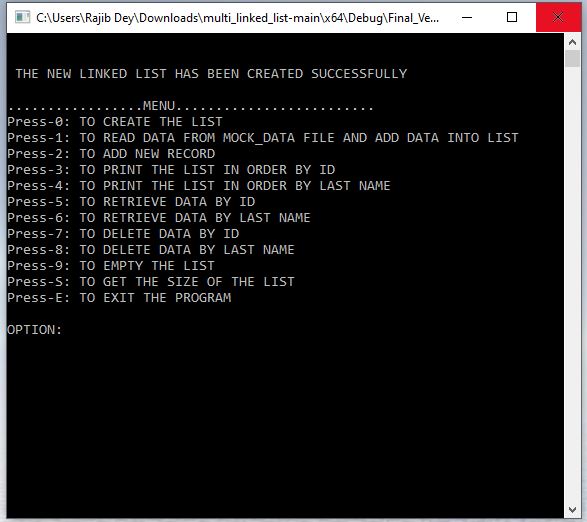 C:\Users\Rajib Dey\Downloads\multi_linked_list-main\x64\Debug\Final_Ve...
THE NEW LINKED LIST HAS BEEN CREATED SUCCESSFULLY
.................MENU.........................
Press-0: TO CREATE THE LIST
Press-1: TO READ DATA FROM MOCK_DATA FILE AND ADD DATA INTO LIST
Press-2: TO ADD NEW RECORD
Press-3: TO PRINT THE LIST IN ORDER BY ID
Press-4: TO PRINT THE LIST IN ORDER BY LAST NAME
Press-5: TO RETRIEVE DATA BY ID
Press-6: TO RETRIEVE DATA BY LAST NAME
Press-7: TO DELETE DATA BY ID
Press-8: TO DELETE DATA BY LAST NAME
Press-9: TO EMPTY THE LIST
Press-S: TO GET THE SIZE OF THE LIST
Press-E: TO EXIT THE PROGRAM
OPTION: